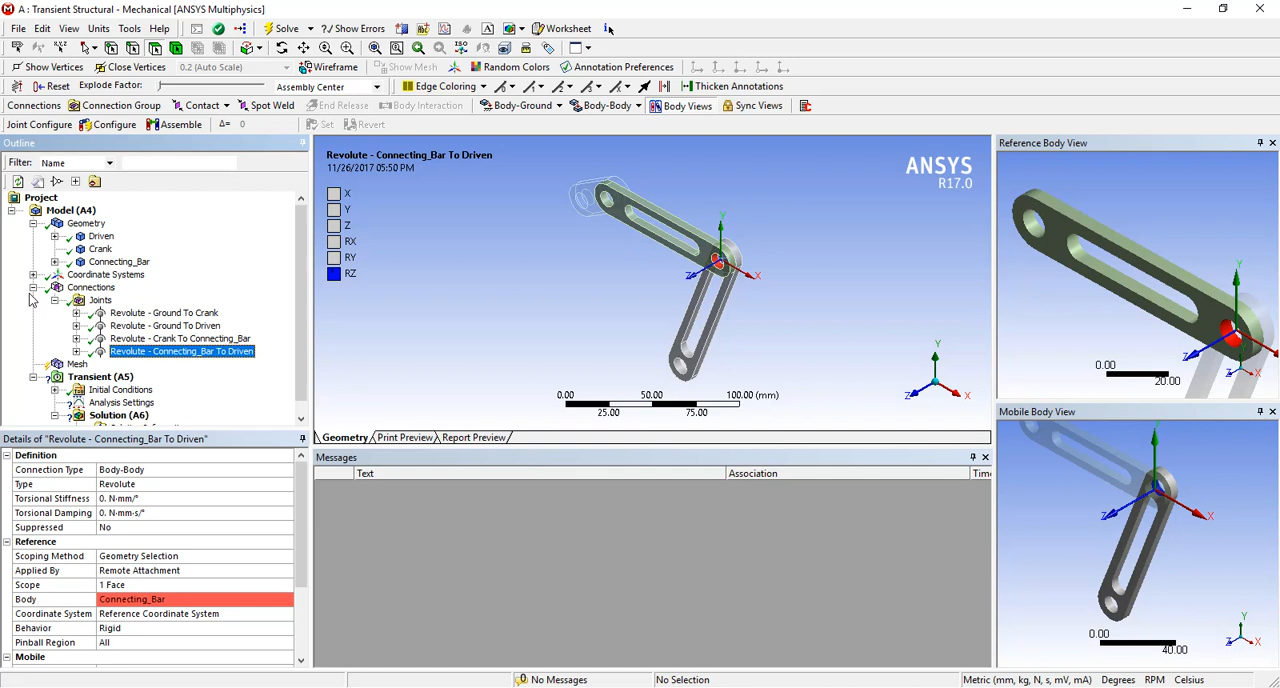 A : Transient Structural - Mechanical [ANSYS Multiphysics]
File Edit View Units Tools Help Solve ?/ Show Errors Worksheet
Show Vertices Close Vertices 0.2 (Auto Scale) Wireframe Show Mesh Random Colors Annotation Preferences
Reset Explode Factor: Assembly Center Edge Coloring Thicken Annotations
Connections Connection Group Contact Spot Weld End Release Body Interaction Body-Ground Body-Body Body Views Sync Views
Joint Configure Configure Assemble Δ= 0 Set Revert
Outline
Filter: Name
Project
Model (A4)
Geometry
Driven
Crank
Connecting_Bar
Coordinate Systems
Connections
Joints
Revolute - Ground To Crank
Revolute - Ground To Driven
Revolute - Crank To Connecting_Bar
Revolute - Connecting_Bar To Driven
Mesh
Transient (A5)
Initial Conditions
Analysis Settings
Solution (A6)
Details of "Revolute - Connecting_Bar To Driven"
Definition
Connection Type Body-Body
Type Revolute
Torsional Stiffness 0. N·mm/°
Torsional Damping 0. N·mm·s/°
Suppressed No
Reference
Scoping Method Geometry Selection
Applied By Remote Attachment
Scope 1 Face
Body Connecting_Bar
Coordinate System Reference Coordinate System
Behavior Rigid
Pinball Region All
Mobile
Revolute - Connecting_Bar To Driven
11/26/2017 05:50 PM
X
Y
Z
RX
RY
RZ
ANSYS
R17.0
Y
Z
X
0.00 50.00 100.00 (mm)
25.00 75.00
Y
Z X
Geometry Print Preview Report Preview
Messages
Text Association Time
Reference Body View
Y
Z
X
0.00
20.00
Y
Z X
Mobile Body View
Y
Z
X
0.00
40.00
Y
Z X
No Messages No Selection Metric (mm, kg, N, s, mV, mA) Degrees RPM Celsius